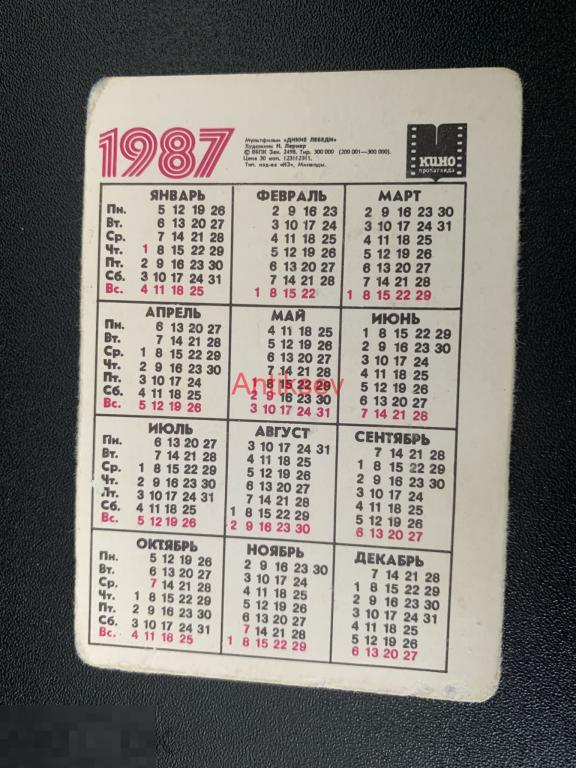 1987
Мультфильм «ДИКИЕ ЛЕБЕДИ»
Художник Н. Лернер
© ВБПК Зак. 2498. Тир. 300 000 (200 001—300 000).
Цена 30 коп. 123112311.
Тип. изд-ва «КЗ», Минводы.
КИНО
пропаганда
ЯНВАРЬ ФЕВРАЛЬ МАРТ
Пн. 5 12 19 26 2 9 16 23 2 9 16 23 30
Вт. 6 13 20 27 3 10 17 24 3 10 17 24 31
Ср. 7 14 21 28 4 11 18 25 4 11 18 25
Чт. 1 8 15 22 29 5 12 19 26 5 12 19 26
Пт. 2 9 16 23 30 6 13 20 27 6 13 20 27
Сб. 3 10 17 24 31 7 14 21 28 7 14 21 28
Вс. 4 11 18 25 1 8 15 22 1 8 15 22 29
АПРЕЛЬ МАЙ ИЮНЬ
Пн. 6 13 20 27 4 11 18 25 1 8 15 22 29
Вт. 7 14 21 28 5 12 19 26 2 9 16 23 30
Ср. 1 8 15 22 29 6 13 20 27 3 10 17 24
Чт. 2 9 16 23 30 7 14 21 28 4 11 18 25
Пт. 3 10 17 24 1 8 15 22 29 5 12 19 26
Сб. 4 11 18 25 2 9 16 23 30 6 13 20 27
Вс. 5 12 19 26 3 10 17 24 31 7 14 21 28
Antiksev
ИЮЛЬ АВГУСТ СЕНТЯБРЬ
Пн. 6 13 20 27 3 10 17 24 31 7 14 21 28
Вт. 7 14 21 28 4 11 18 25 1 8 15 22 29
Ср. 1 8 15 22 29 5 12 19 26 2 9 16 23 30
Чт. 2 9 16 23 30 6 13 20 27 3 10 17 24
Пт. 3 10 17 24 31 7 14 21 28 4 11 18 25
Сб. 4 11 18 25 1 8 15 22 29 5 12 19 26
Вс. 5 12 19 26 2 9 16 23 30 6 13 20 27
ОКТЯБРЬ НОЯБРЬ ДЕКАБРЬ
Пн. 5 12 19 26 2 9 16 23 30 7 14 21 28
Вт. 6 13 20 27 3 10 17 24 1 8 15 22 29
Ср. 7 14 21 28 4 11 18 25 2 9 16 23 30
Чт. 1 8 15 22 29 5 12 19 26 3 10 17 24 31
Пт. 2 9 16 23 30 6 13 20 27 4 11 18 25
Сб. 3 10 17 24 31 7 14 21 28 5 12 19 26
Вс. 4 11 18 25 1 8 15 22 29 6 13 20 27